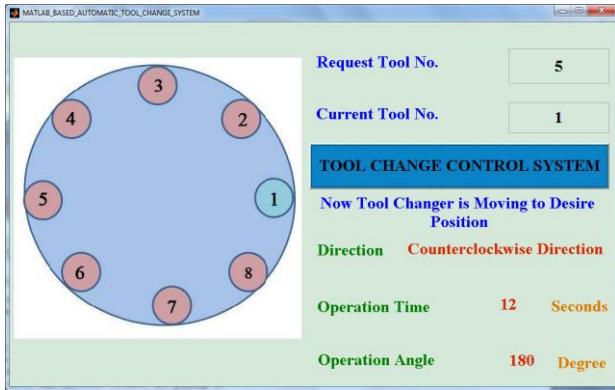 MATLAB_BASED_AUTOMATIC_TOOL_CHANGE_SYSTEM
Request Tool No. 5
Current Tool No. 1
TOOL CHANGE CONTROL SYSTEM
Now Tool Changer is Moving to Desire
Position
Direction Counterclockwise Direction
Operation Time 12 Seconds
Operation Angle 180 Degree
3
4 2
5 1
6 8
7